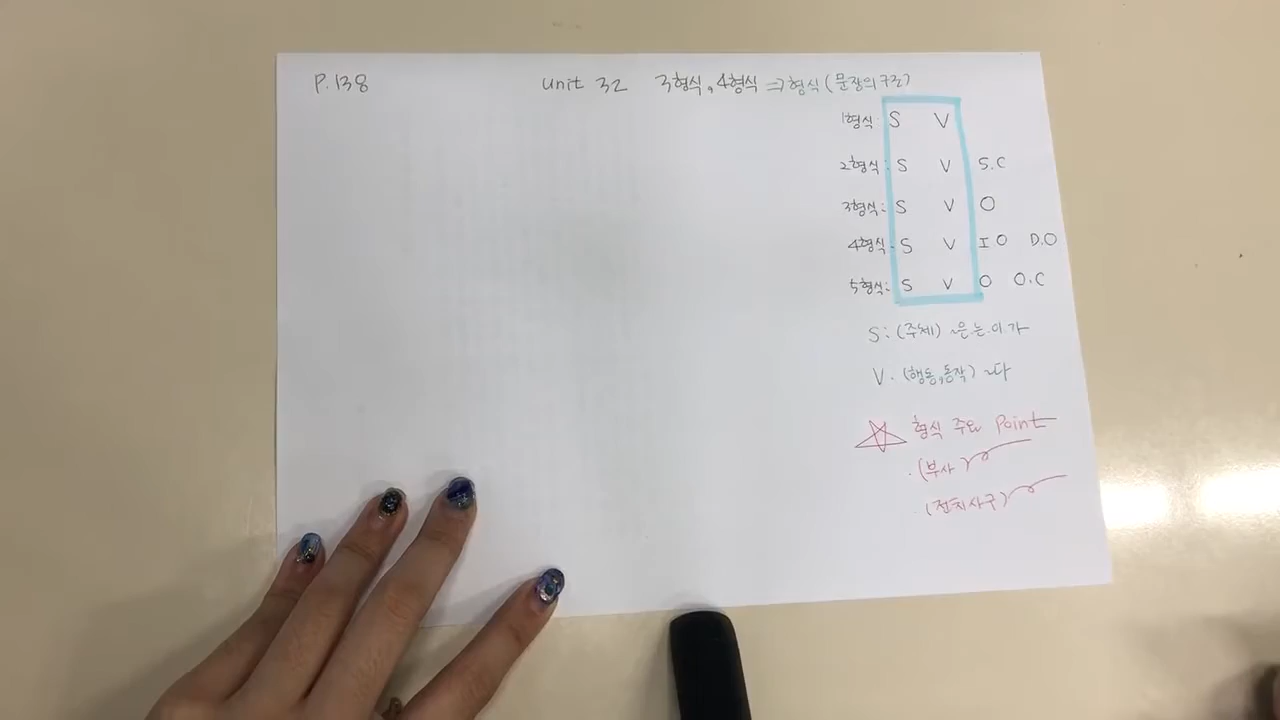 P. 138
unit 32 3형식, 4형식 ⇒ 형식 (문장의 구조)
1형식: S V
2형식: S V S.C
3형식: S V O
4형식: S V I.O D.O
5형식: S V O O.C
S: (주체) ~은.는.이.가
V. (행동,동작) ~다
☆ 형식 주요 Point
. (부사)
. (전치사구)